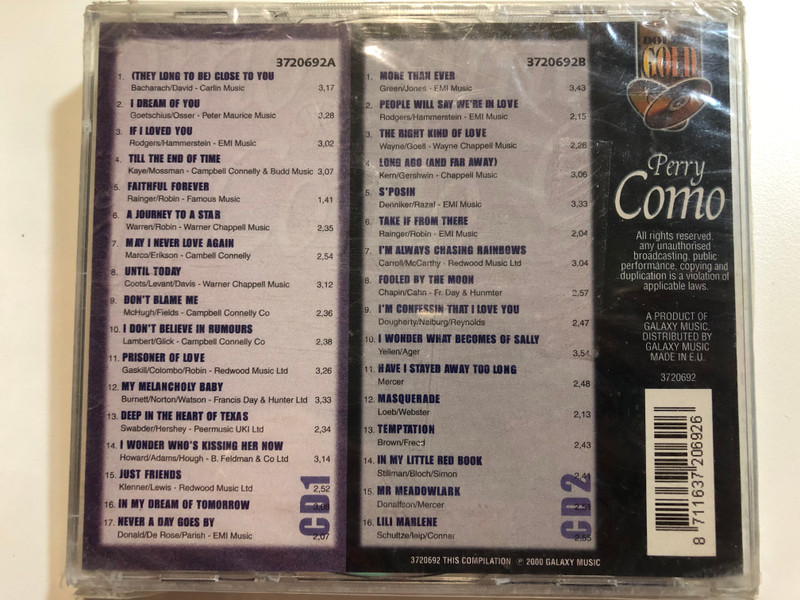 3720692A
1. (THEY LONG TO BE) CLOSE TO YOU
Bacharach/David - Carlin Music 3,17
2. I DREAM OF YOU
Goetschius/Osser - Peter Maurice Music 3,28
3. IF I LOVED YOU
Rodgers/Hammerstein - EMI Music 3,02
4. TILL THE END OF TIME
Kaye/Mossman - Campbell Connelly & Budd Music 3,07
5. FAITHFUL FOREVER
Rainger/Robin - Famous Music 1,41
6. A JOURNEY TO A STAR
Warren/Robin - Warner Chappell Music 2,35
7. MAY I NEVER LOVE AGAIN
Marco/Erikson - Cambell Connelly 2,54
8. UNTIL TODAY
Coots/Levant/Davis - Warner Chappell Music 3,12
9. DON'T BLAME ME
McHugh/Fields - Campbell Connelly Co 2,36
10. I DON'T BELIEVE IN RUMOURS
Lambert/Glick - Campbell Connelly Co 2,38
11. PRISONER OF LOVE
Gaskill/Colombo/Robin - Redwood Music Ltd 3,26
12. MY MELANCHOLY BABY
Burnett/Norton/Watson - Francis Day & Hunter Ltd 3,33
13. DEEP IN THE HEART OF TEXAS
Swabder/Hershey - Peermusic UKI Ltd 2,34
14. I WONDER WHO'S KISSING HER NOW
Howard/Adams/Hough - B. Feldman & Co Ltd 3,14
15. JUST FRIENDS
Klenner/Lewis - Redwood Music Ltd 2,52
16. IN MY DREAM OF TOMORROW
17. NEVER A DAY GOES BY
Donald/De Rose/Parish - EMI Music 2,07
CD1
3720692B
1. MORE THAN EVER
Green/Jones - EMI Music 3,43
2. PEOPLE WILL SAY WE'RE IN LOVE
Rodgers/Hammerstein - EMI Music 2,15
3. THE RIGHT KIND OF LOVE
Wayne/Goell - Wayne Chappell Music 2,26
4. LONG AGO (AND FAR AWAY)
Kern/Gershwin - Chappell Music 3,06
5. S'POSIN
Denniker/Razaf - EMI Music 3,33
6. TAKE IF FROM THERE
Rainger/Robin - EMI Music 2,04
7. I'M ALWAYS CHASING RAINBOWS
Carroll/McCarthy - Redwood Music Ltd 3,04
8. FOOLED BY THE MOON
Chapin/Cahn - Fr. Day & Hunmter 2,57
9. I'M CONFESSIN THAT I LOVE YOU
Dougherty/Neiburg/Reynolds 2,47
10. I WONDER WHAT BECOMES OF SALLY
Yellen/Ager 3,54
11. HAVE I STAYED AWAY TOO LONG
Mercer 2,48
12. MASQUERADE
Loeb/Webster 2,13
13. TEMPTATION
Brown/Freed 2,43
14. IN MY LITTLE RED BOOK
Stillman/Bloch/Simon 2,44
15. MR MEADOWLARK
Donalfson/Mercer
16. LILI MARLENE
Schultze/leip/Conner 2,55
CD2
3720692 THIS COMPILATION ℗ 2000 GALAXY MUSIC
DOUBLE
GOLD
Perry
Como
All rights reserved.
any unauthorised
broadcasting, public
performance, copying and
duplication is a violation of
applicable laws.
A PRODUCT OF
GALAXY MUSIC.
DISTRIBUTED BY
GALAXY MUSIC
MADE IN E.U.
3720692
8 711637 206926